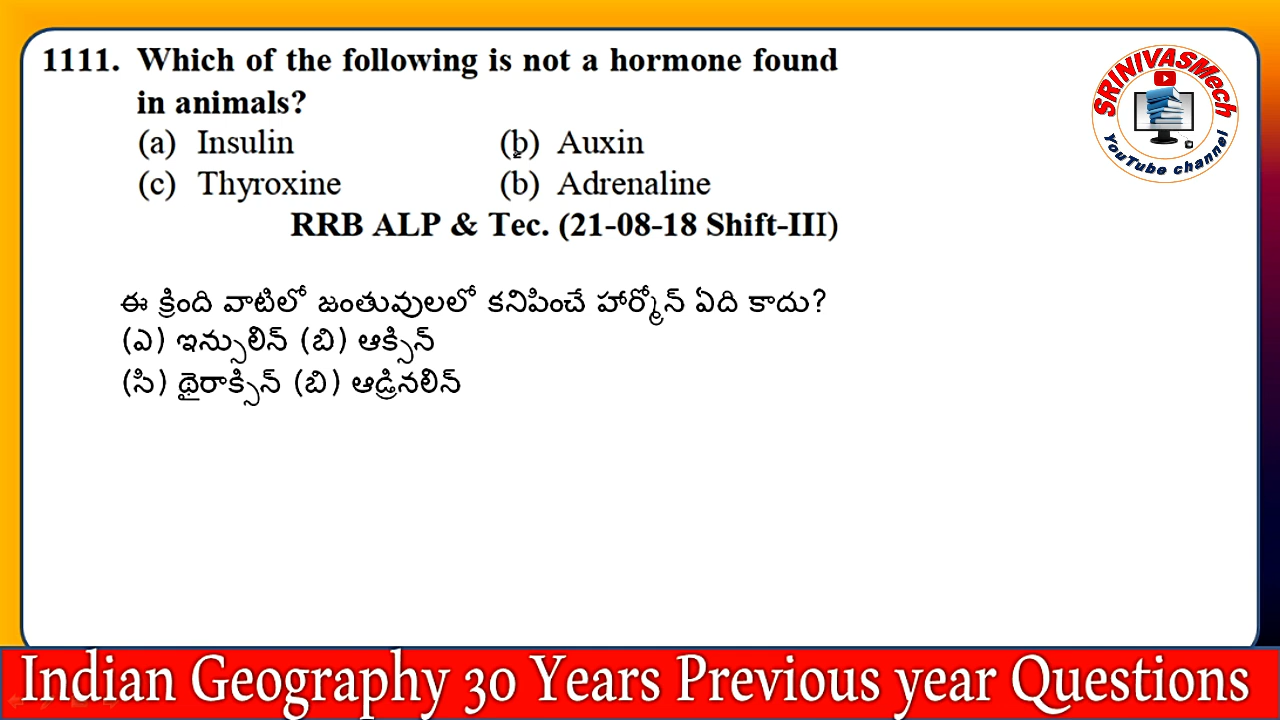 1111. Which of the following is not a hormone found
in animals?
(a) Insulin (b) Auxin
(c) Thyroxine (b) Adrenaline
RRB ALP & Tec. (21-08-18 Shift-III)
ఈ క్రింది వాటిలో జంతువులలో కనిపించే హార్మోన్ ఏది కాదు?
(ఎ) ఇన్సులిన్ (బి) ఆక్సిన్
(సి) థైరాక్సిన్ (బి) ఆడ్రినలిన్
SRINIVASMech
YouTube channel
Indian Geography 30 Years Previous year Questions